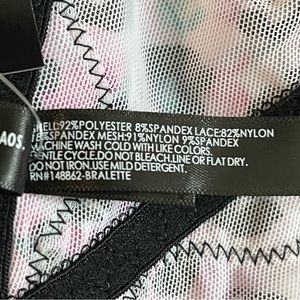 AOS.
SHELL:92%POLYESTER 8%SPANDEX LACE:82%NYLON
18%SPANDEX MESH:91%NYLON 9%SPANDEX
MACHINE WASH COLD WITH LIKE COLORS.
GENTLE CYCLE.DO NOT BLEACH.LINE OR FLAT DRY.
DO NOT IRON.USE MILD DETERGENT.
RN#148862-BRALETTE